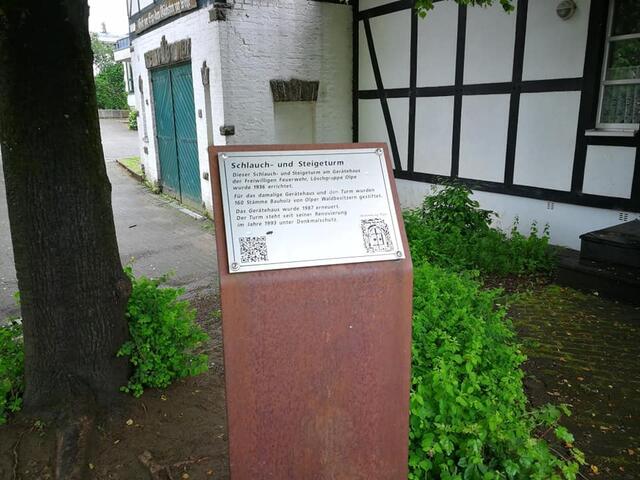 Schlauch- und Steigeturm
Dieser Schlauch- und Steigeturm am Gerätehaus
der Freiwilligen Feuerwehr, Löschgruppe Olpe
wurde 1936 errichtet.
Für das damalige Gerätehaus und den Turm wurden
160 Stämme Bauholz von Olper Waldbesitzern gestiftet.
Das Gerätehaus wurde 1987 erneuert.
Der Turm steht seit seiner Renovierung
im Jahre 1993 unter Denkmalschutz.